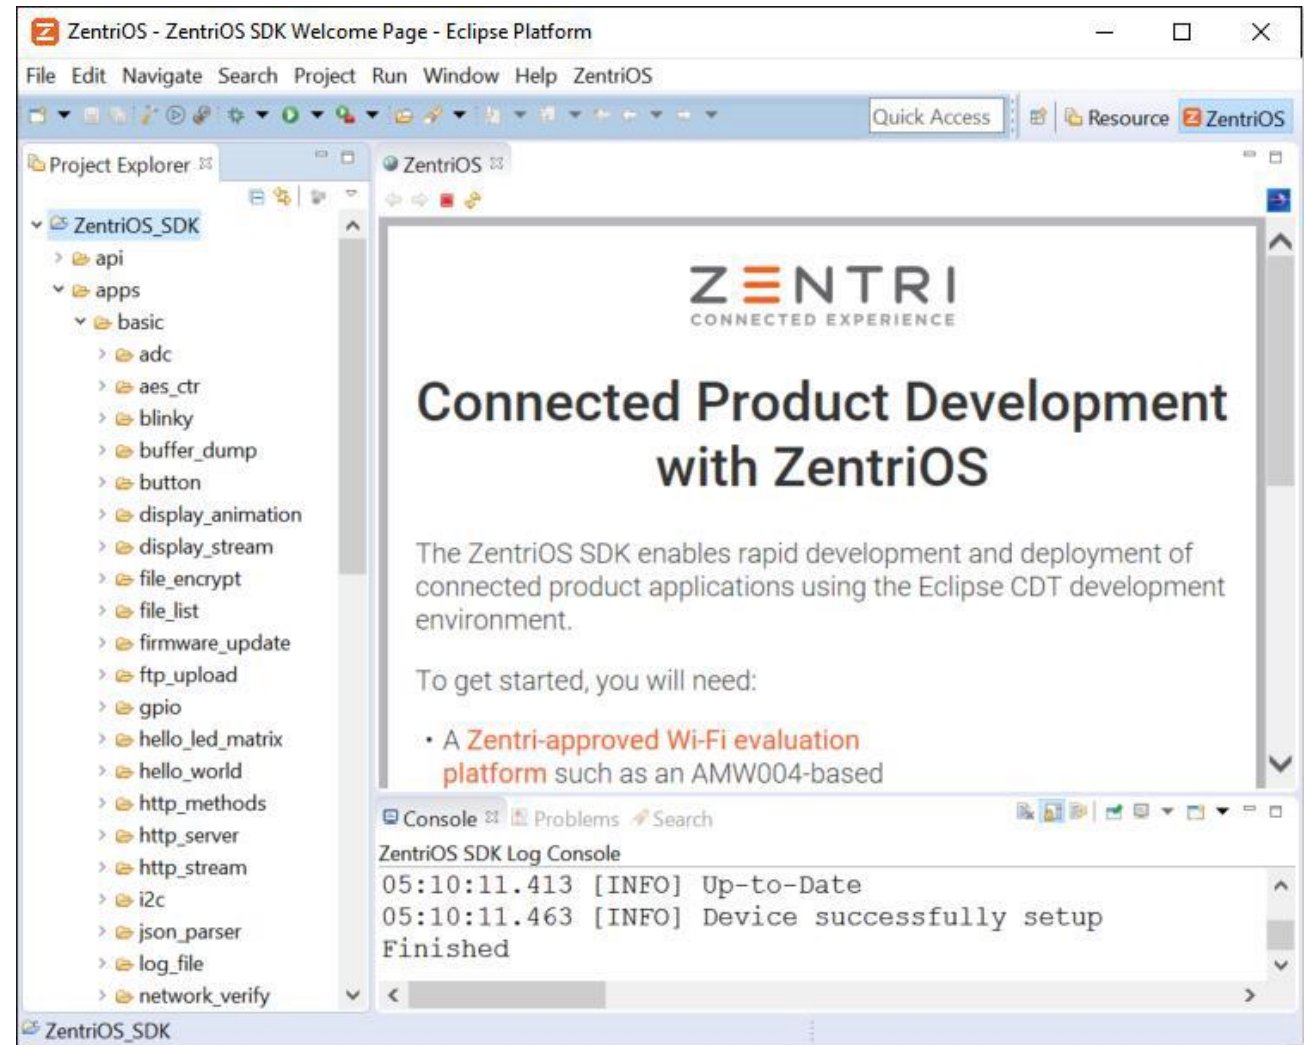 ZentriOS - ZentriOS SDK Welcome Page - Eclipse Platform
File Edit Navigate Search Project Run Window Help ZentriOS
Quick Access
Resource
ZentriOS
Project Explorer
ZentriOS_SDK
api
apps
basic
adc
aes_ctr
blinky
buffer_dump
button
display_animation
display_stream
file_encrypt
file_list
firmware_update
ftp_upload
gpio
hello_led_matrix
hello_world
http_methods
http_server
http_stream
i2c
json_parser
log_file
network_verify
ZentriOS
ZENTRI
CONNECTED EXPERIENCE
Connected Product Development
with ZentriOS
The ZentriOS SDK enables rapid development and deployment of
connected product applications using the Eclipse CDT development
environment.
To get started, you will need:
• A Zentri-approved Wi-Fi evaluation
platform such as an AMW004-based
Console Problems Search
ZentriOS SDK Log Console
05:10:11.413 [INFO] Up-to-Date
05:10:11.463 [INFO] Device successfully setup
Finished
ZentriOS_SDK